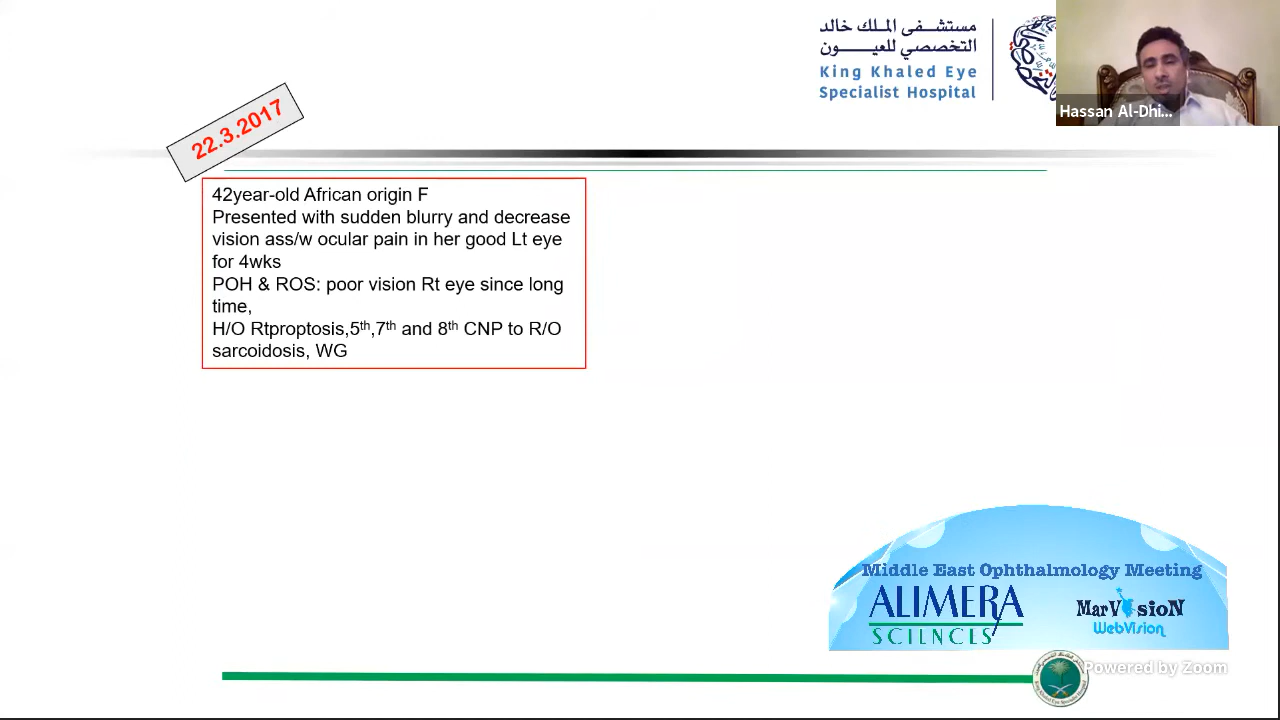 مستشفى الملك خالد
التخصصي للعيون
King Khaled Eye
Specialist Hospital
Hassan Al-Dhi...
22.3.2017
42year-old African origin F
Presented with sudden blurry and decrease
vision ass/w ocular pain in her good Lt eye
for 4wks
POH & ROS: poor vision Rt eye since long
time,
H/O Rtproptosis,5th,7th and 8th CNP to R/O
sarcoidosis, WG
Middle East Ophthalmology Meeting
ALIMERA
SCIENCES
MarVisioN
WebVision
Powered by Zoom